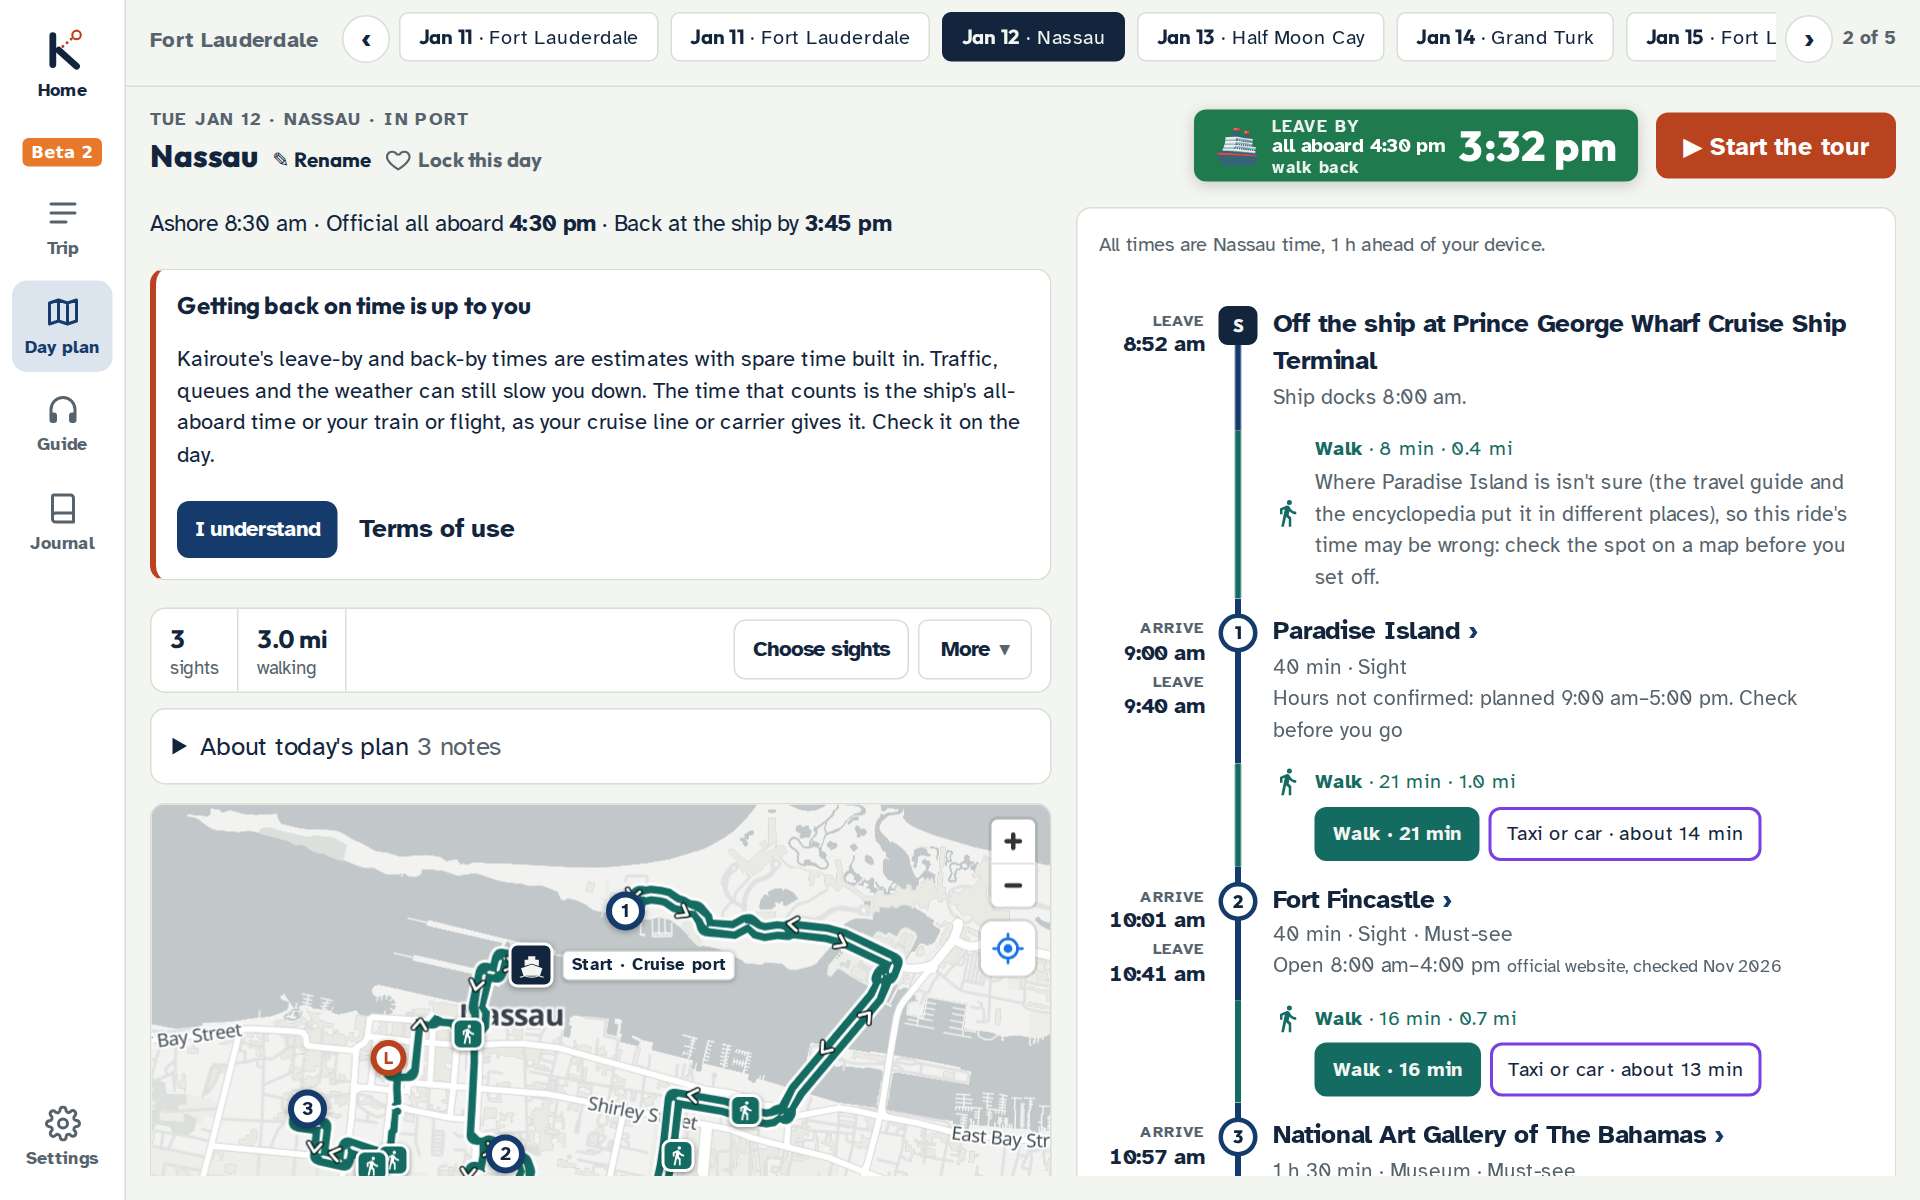 Home
Beta 2
Trip
Day plan
Guide
Journal
Settings
Fort Lauderdale
‹
Jan 11 · Fort Lauderdale
Jan 11 · Fort Lauderdale
Jan 12 · Nassau
Jan 13 · Half Moon Cay
Jan 14 · Grand Turk
Jan 15 · Fort L
›
2 of 5
TUE JAN 12 · NASSAU · IN PORT
Nassau ✎ Rename Lock this day
LEAVE BY
all aboard 4:30 pm
walk back
3:32 pm
▶ Start the tour
Ashore 8:30 am · Official all aboard 4:30 pm · Back at the ship by 3:45 pm
Getting back on time is up to you
Kairoute's leave-by and back-by times are estimates with spare time built in. Traffic,
queues and the weather can still slow you down. The time that counts is the ship's all-
aboard time or your train or flight, as your cruise line or carrier gives it. Check it on the
day.
I understand
Terms of use
3
sights
3.0 mi
walking
Choose sights
More ▼
▶ About today's plan 3 notes
1
Start · Cruise port
Bay Street
L
3
2
Shirley S
et
East Bay Str
assau
+
−
All times are Nassau time, 1 h ahead of your device.
LEAVE
8:52 am
S
Off the ship at Prince George Wharf Cruise Ship
Terminal
Ship docks 8:00 am.
Walk · 8 min · 0.4 mi
Where Paradise Island is isn't sure (the travel guide and
the encyclopedia put it in different places), so this ride's
time may be wrong: check the spot on a map before you
set off.
ARRIVE
9:00 am
LEAVE
9:40 am
1
Paradise Island ›
40 min · Sight
Hours not confirmed: planned 9:00 am–5:00 pm. Check
before you go
Walk · 21 min · 1.0 mi
Walk · 21 min
Taxi or car · about 14 min
ARRIVE
10:01 am
LEAVE
10:41 am
2
Fort Fincastle ›
40 min · Sight · Must-see
Open 8:00 am–4:00 pm official website, checked Nov 2026
Walk · 16 min · 0.7 mi
Walk · 16 min
Taxi or car · about 13 min
ARRIVE
10:57 am
3
National Art Gallery of The Bahamas ›
1 h 30 min · Museum · Must-see